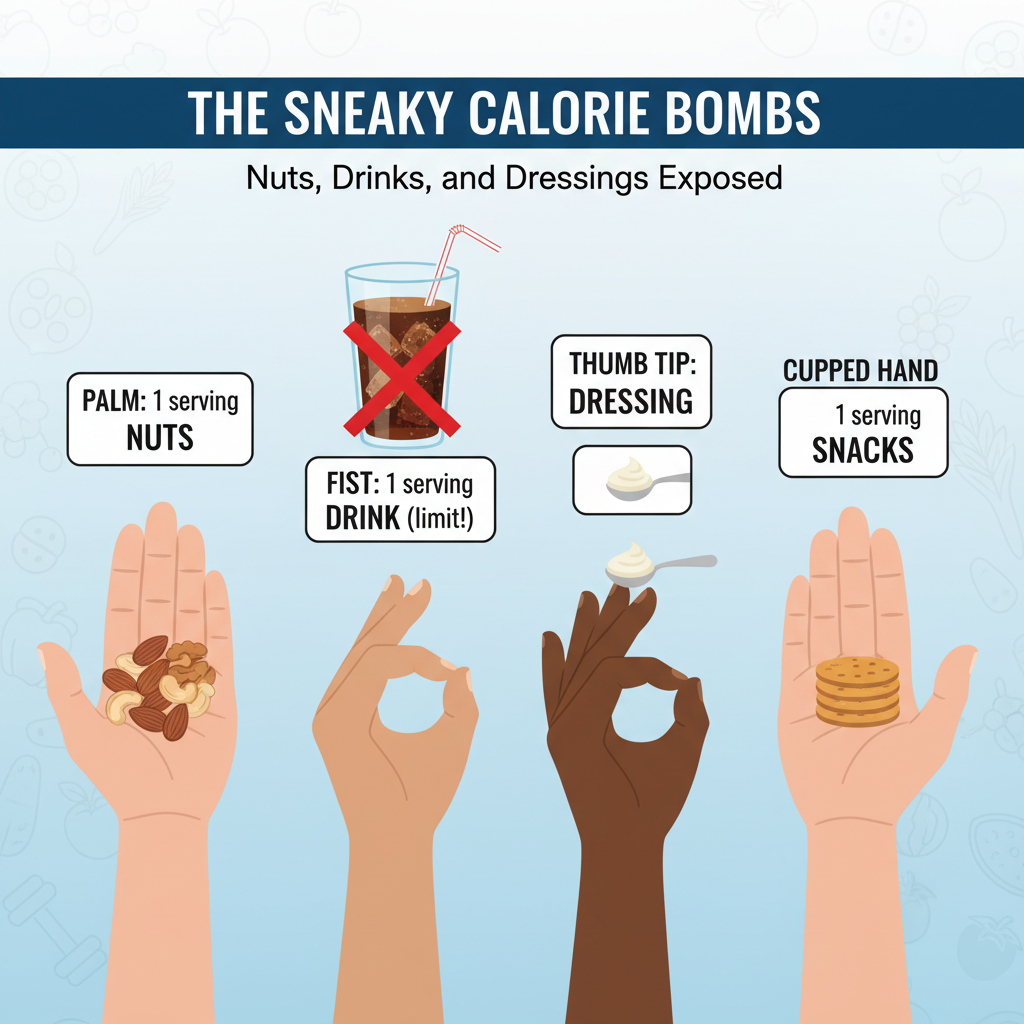 THE SNEAKY CALORIE BOMBS
Nuts, Drinks, and Dressings Exposed
PALM: 1 serving
NUTS
FIST: 1 serving
DRINK (limit!)
THUMB TIP:
DRESSING
CUPPED HAND
1 serving
SNACKS